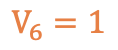 V₆ = 1